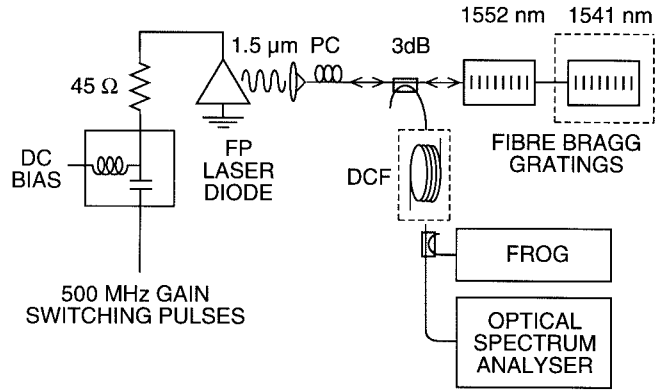 1552 nm
1541 nm
1.5 µm
PC
3dB
45 Ω
FIBRE BRAGG
GRATINGS
DC
BIAS
FP
LASER
DIODE
DCF
FROG
500 MHz GAIN
SWITCHING PULSES
OPTICAL
SPECTRUM
ANALYSER